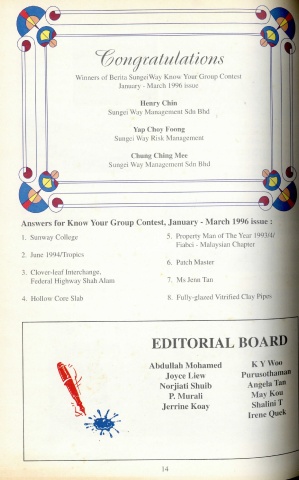 Congratulations
Winners of Berita SungeiWay Know Your Group Contest
January - March 1996 issue
Henry Chin
Sungei Way Management Sdn Bhd
Yap Choy Foong
Sungei Way Risk Management
Chung Ching Mee
Sungei Way Management Sdn Bhd
Answers for Know Your Group Contest, January - March 1996 issue :
1. Sunway College
2. June 1994/Tropics
3. Clover-leaf Interchange,
Federal Highway Shah Alam
4. Hollow Core Slab
5. Property Man of The Year 1993/4/
Fiabci - Malaysian Chapter
6. Patch Master
7. Ms Jenn Tan
8. Fully-glazed Vitrified Clay Pipes
EDITORIAL BOARD
Abdullah Mohamed
Joyce Liew
Norjiati Shuib
P. Murali
Jerrine Koay
K Y Woo
Purusothaman
Angela Tan
May Kou
Shalini T
Irene Quek
14